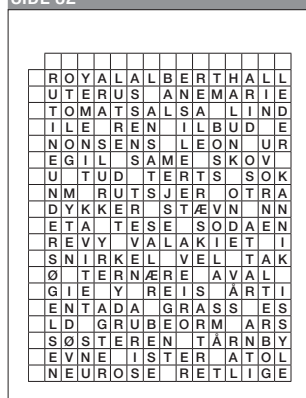 SIDE 32
ROYALALBERTHALL
UTERUS ANEMARIE
TOMATSALSA LIND
ILE REN ILBUD E
NONSENS LEON UR
EGIL SAME SKOV
U TUD TERTS SOK
NM RUTSJER OTRA
DYKKER STÆVN NN
ETA TESE SODAEN
REVY VALAKIET I
SNIRKEL VEL TAK
Ø TERNÆRE AVAL
GIE Y REIS ÅRTI
ENTADA GRASS ES
LD GRUBEORM ARS
SØSTEREN TÅRNBY
EVNE ISTER ATOL
NEUROSE RETLIGE